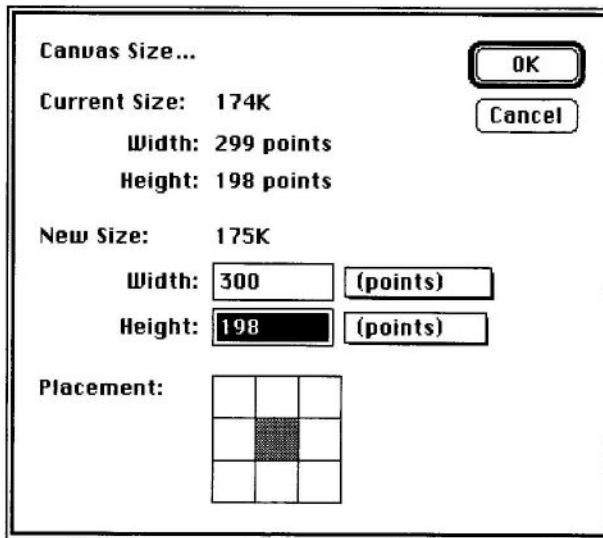 Canvas Size...
OK
Current Size: 174K
Cancel
Width: 299 points
Height: 198 points
New Size: 175K
Width: 300 (points)
Height: 198 (points)
Placement: